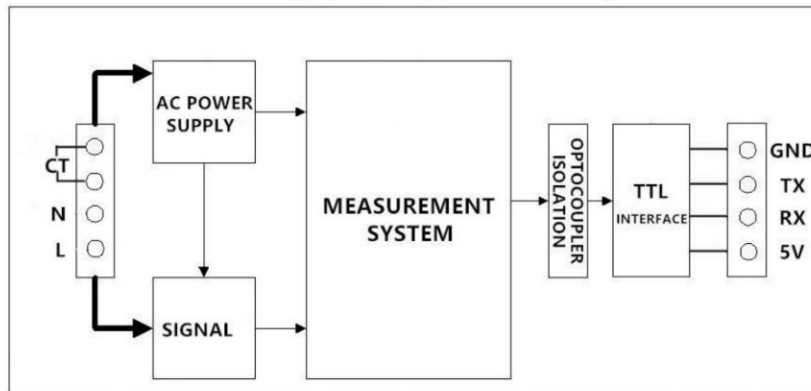 AC POWER
SUPPLY
CT
N
L
SIGNAL
MEASUREMENT
SYSTEM
OPTOCOUPLER
ISOLATION
TTL
INTERFACE
GND
TX
RX
5V